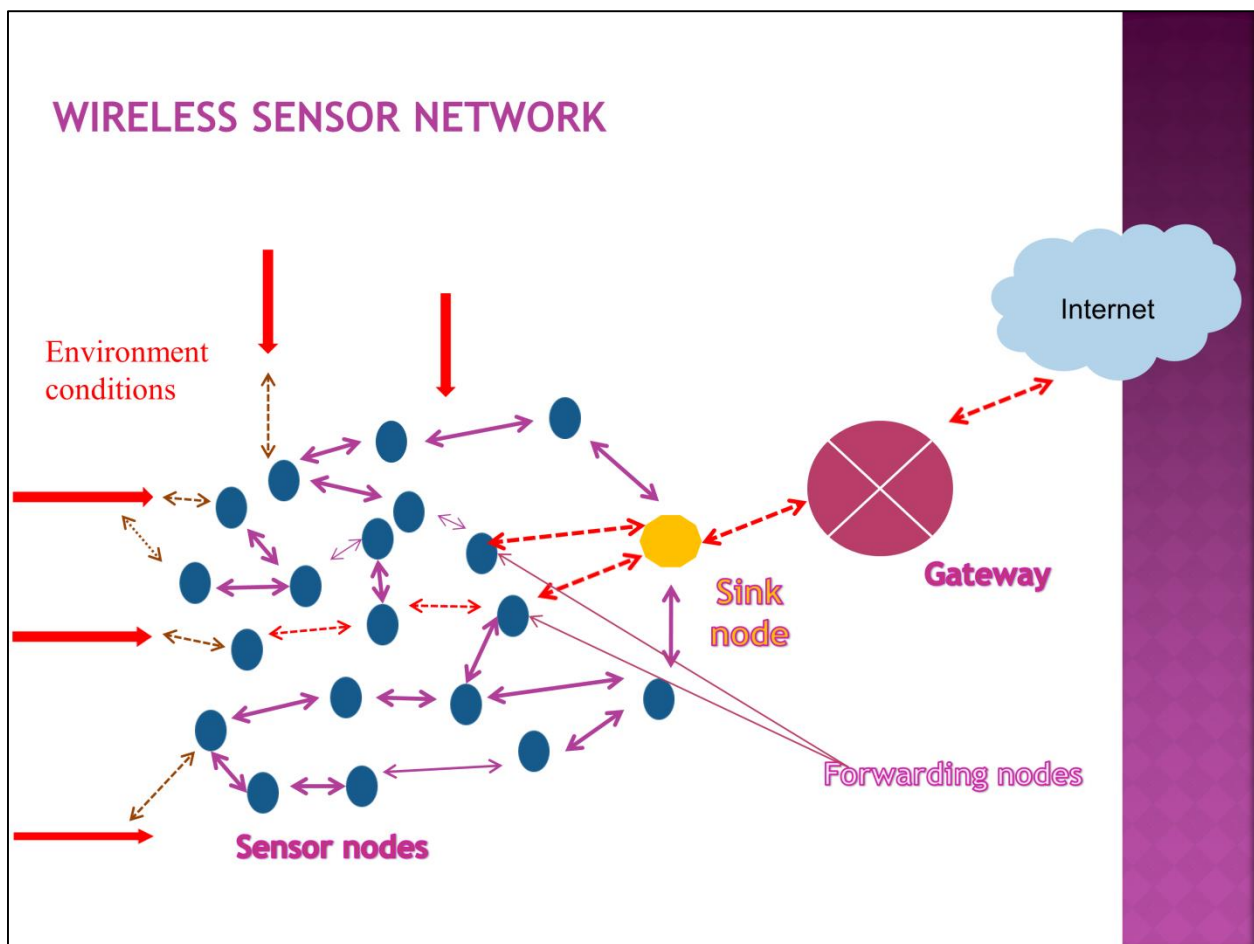 WIRELESS SENSOR NETWORK
Internet
Environment
conditions
Gateway
Sink
node
Forwarding nodes
Sensor nodes